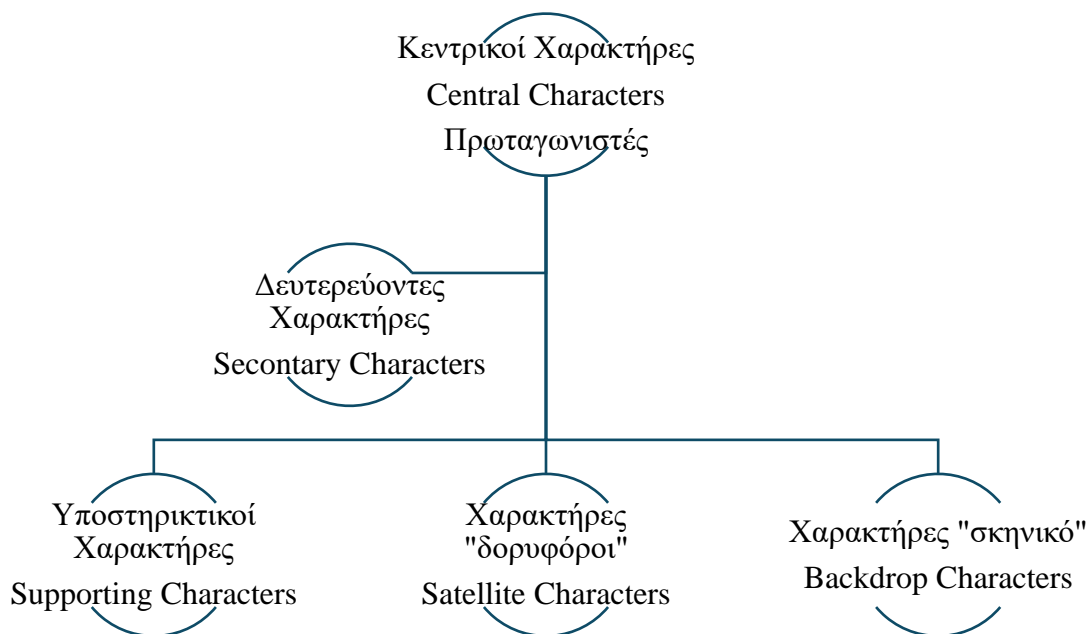 Κεντρικοί Χαρακτήρες
Central Characters
Πρωταγωνιστές
Δευτερεύοντες
Χαρακτήρες
Secontary Characters
Υποστηρικτικοί
Χαρακτήρες
Supporting Characters
Χαρακτήρες
"δορυφόροι"
Satellite Characters
Χαρακτήρες "σκηνικό"
Backdrop Characters